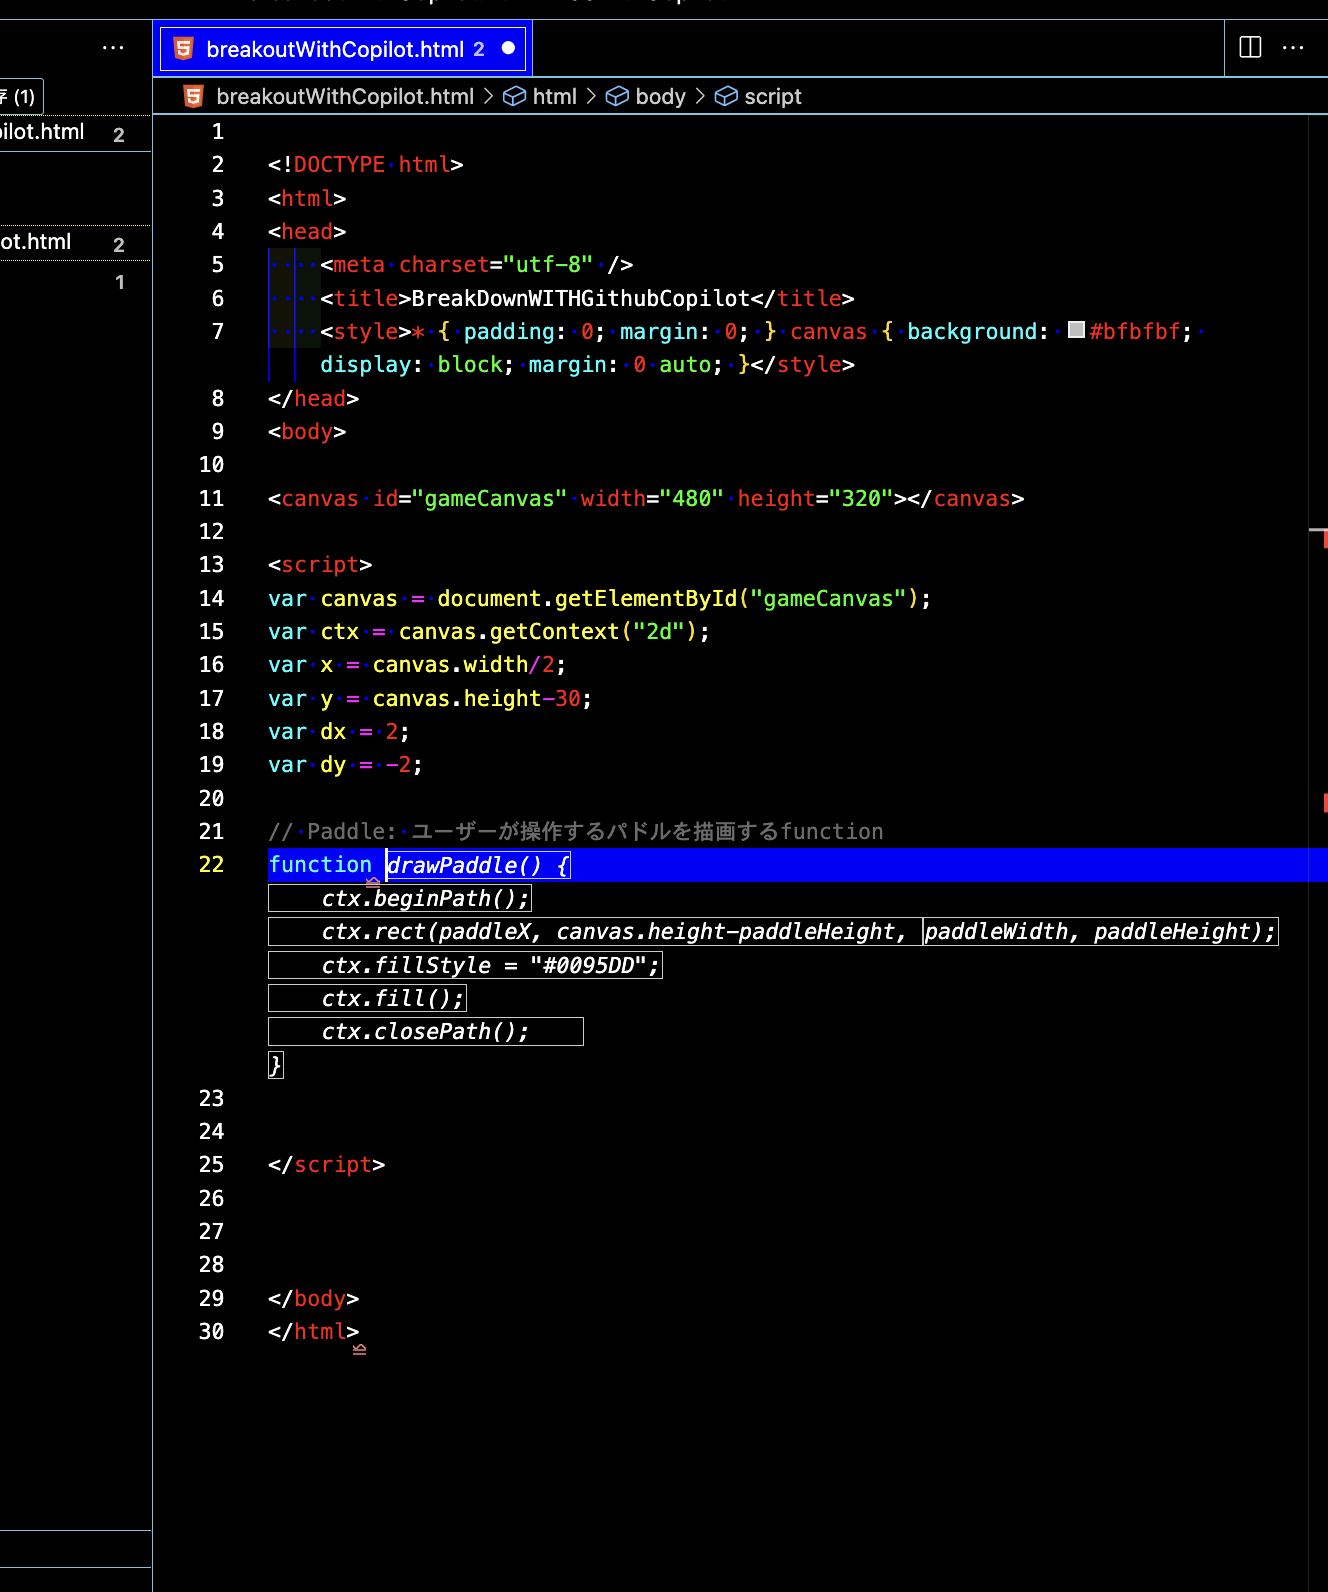 breakoutWithCopilot.html 2
(1)
breakoutWithCopilot.html > html > body > script
ilot.html 2
ot.html 2
1
1
2 <!DOCTYPE html>
3 <html>
4 <head>
5 <meta charset="utf-8" />
6 <title>BreakDownWITHGithubCopilot</title>
7 <style>* { padding: 0; margin: 0; } canvas { background: #bfbfbf;
display: block; margin: 0 auto; }</style>
8 </head>
9 <body>
10
11 <canvas id="gameCanvas" width="480" height="320"></canvas>
12
13 <script>
14 var canvas = document.getElementById("gameCanvas");
15 var ctx = canvas.getContext("2d");
16 var x = canvas.width/2;
17 var y = canvas.height-30;
18 var dx = 2;
19 var dy = -2;
20
21 // Paddle: ユーザーが操作するパドルを描画するfunction
22 function drawPaddle() {
ctx.beginPath();
ctx.rect(paddleX, canvas.height-paddleHeight, paddleWidth, paddleHeight);
ctx.fillStyle = "#0095DD";
ctx.fill();
ctx.closePath();
}
23
24
25 </script>
26
27
28
29 </body>
30 </html>